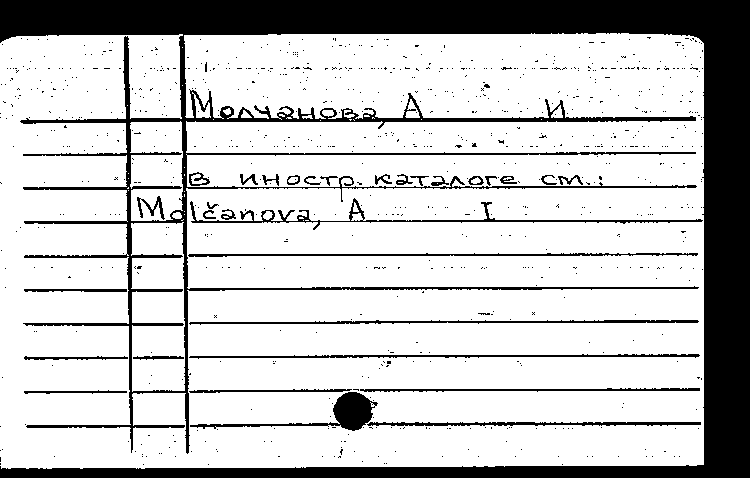 Молчанова, А И
В иностр. каталоге см.:
Molčanova, A I